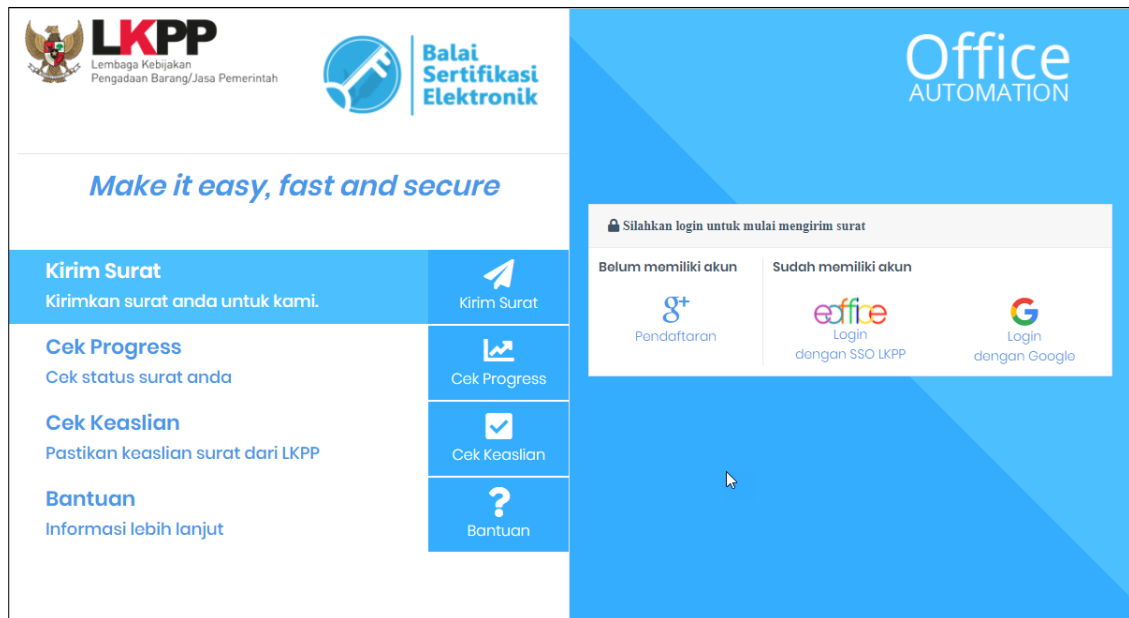 LKPP
Lembaga Kebijakan
Pengadaan Barang/Jasa Pemerintah
Balai
Sertifikasi
Elektronik
Make it easy, fast and secure
Kirim Surat
Kirimkan surat anda untuk kami.
Kirim Surat
Cek Progress
Cek status surat anda
Cek Progress
Cek Keaslian
Pastikan keaslian surat dari LKPP
Cek Keaslian
Bantuan
Informasi lebih lanjut
Bantuan
Office
AUTOMATION
Silahkan login untuk mulai mengirim surat
Belum memiliki akun
g+
Pendaftaran
Sudah memiliki akun
eoffice
Login
dengan SSO LKPP
G
Login
dengan Google